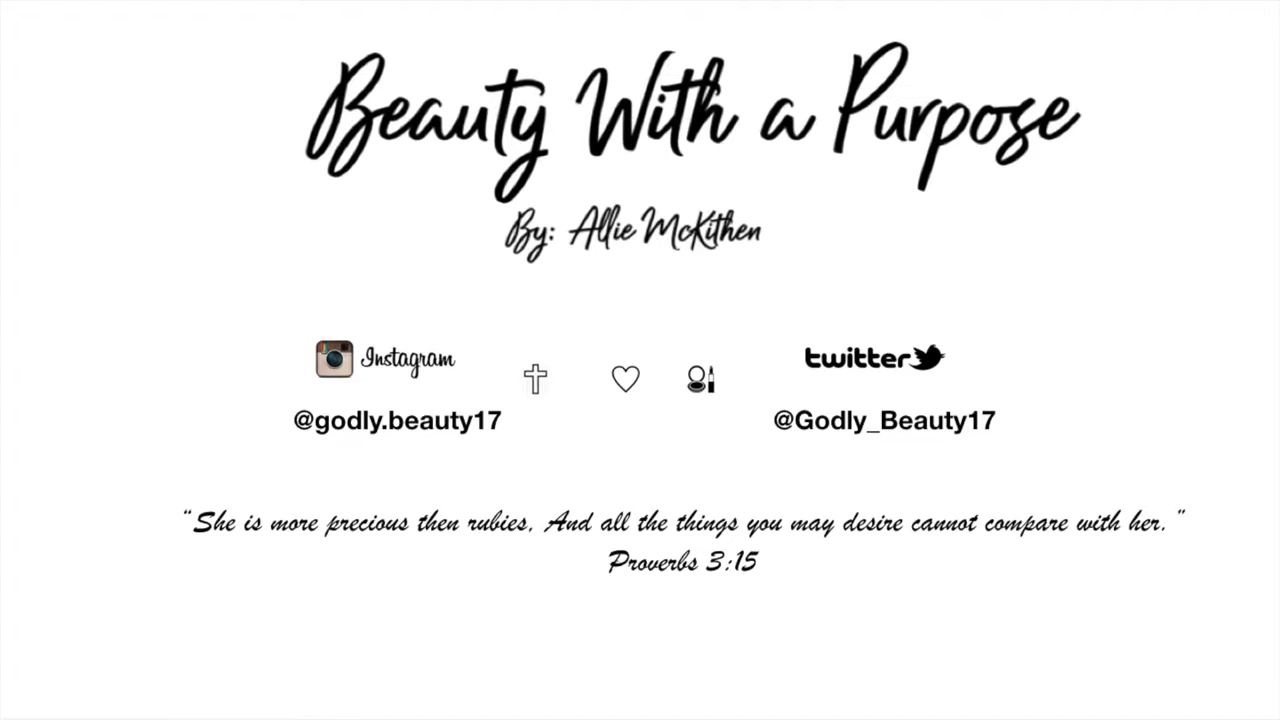 Beauty With a Purpose
By: Allie McKithen
Instagram
twitter
@godly.beauty17
@Godly_Beauty17
"She is more precious then rubies, And all the things you may desire cannot compare with her."
Proverbs 3:15